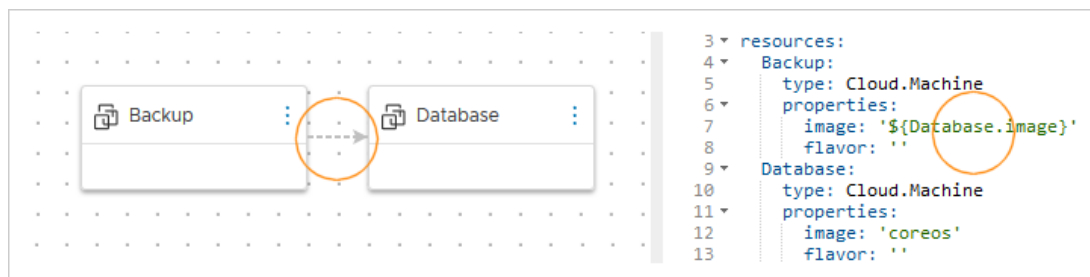 Backup
Database
3 resources:
4 Backup:
5 type: Cloud.Machine
6 properties:
7 image: '${Database.image}'
8 flavor: ''
9 Database:
10 type: Cloud.Machine
11 properties:
12 image: 'coreos'
13 flavor: ''